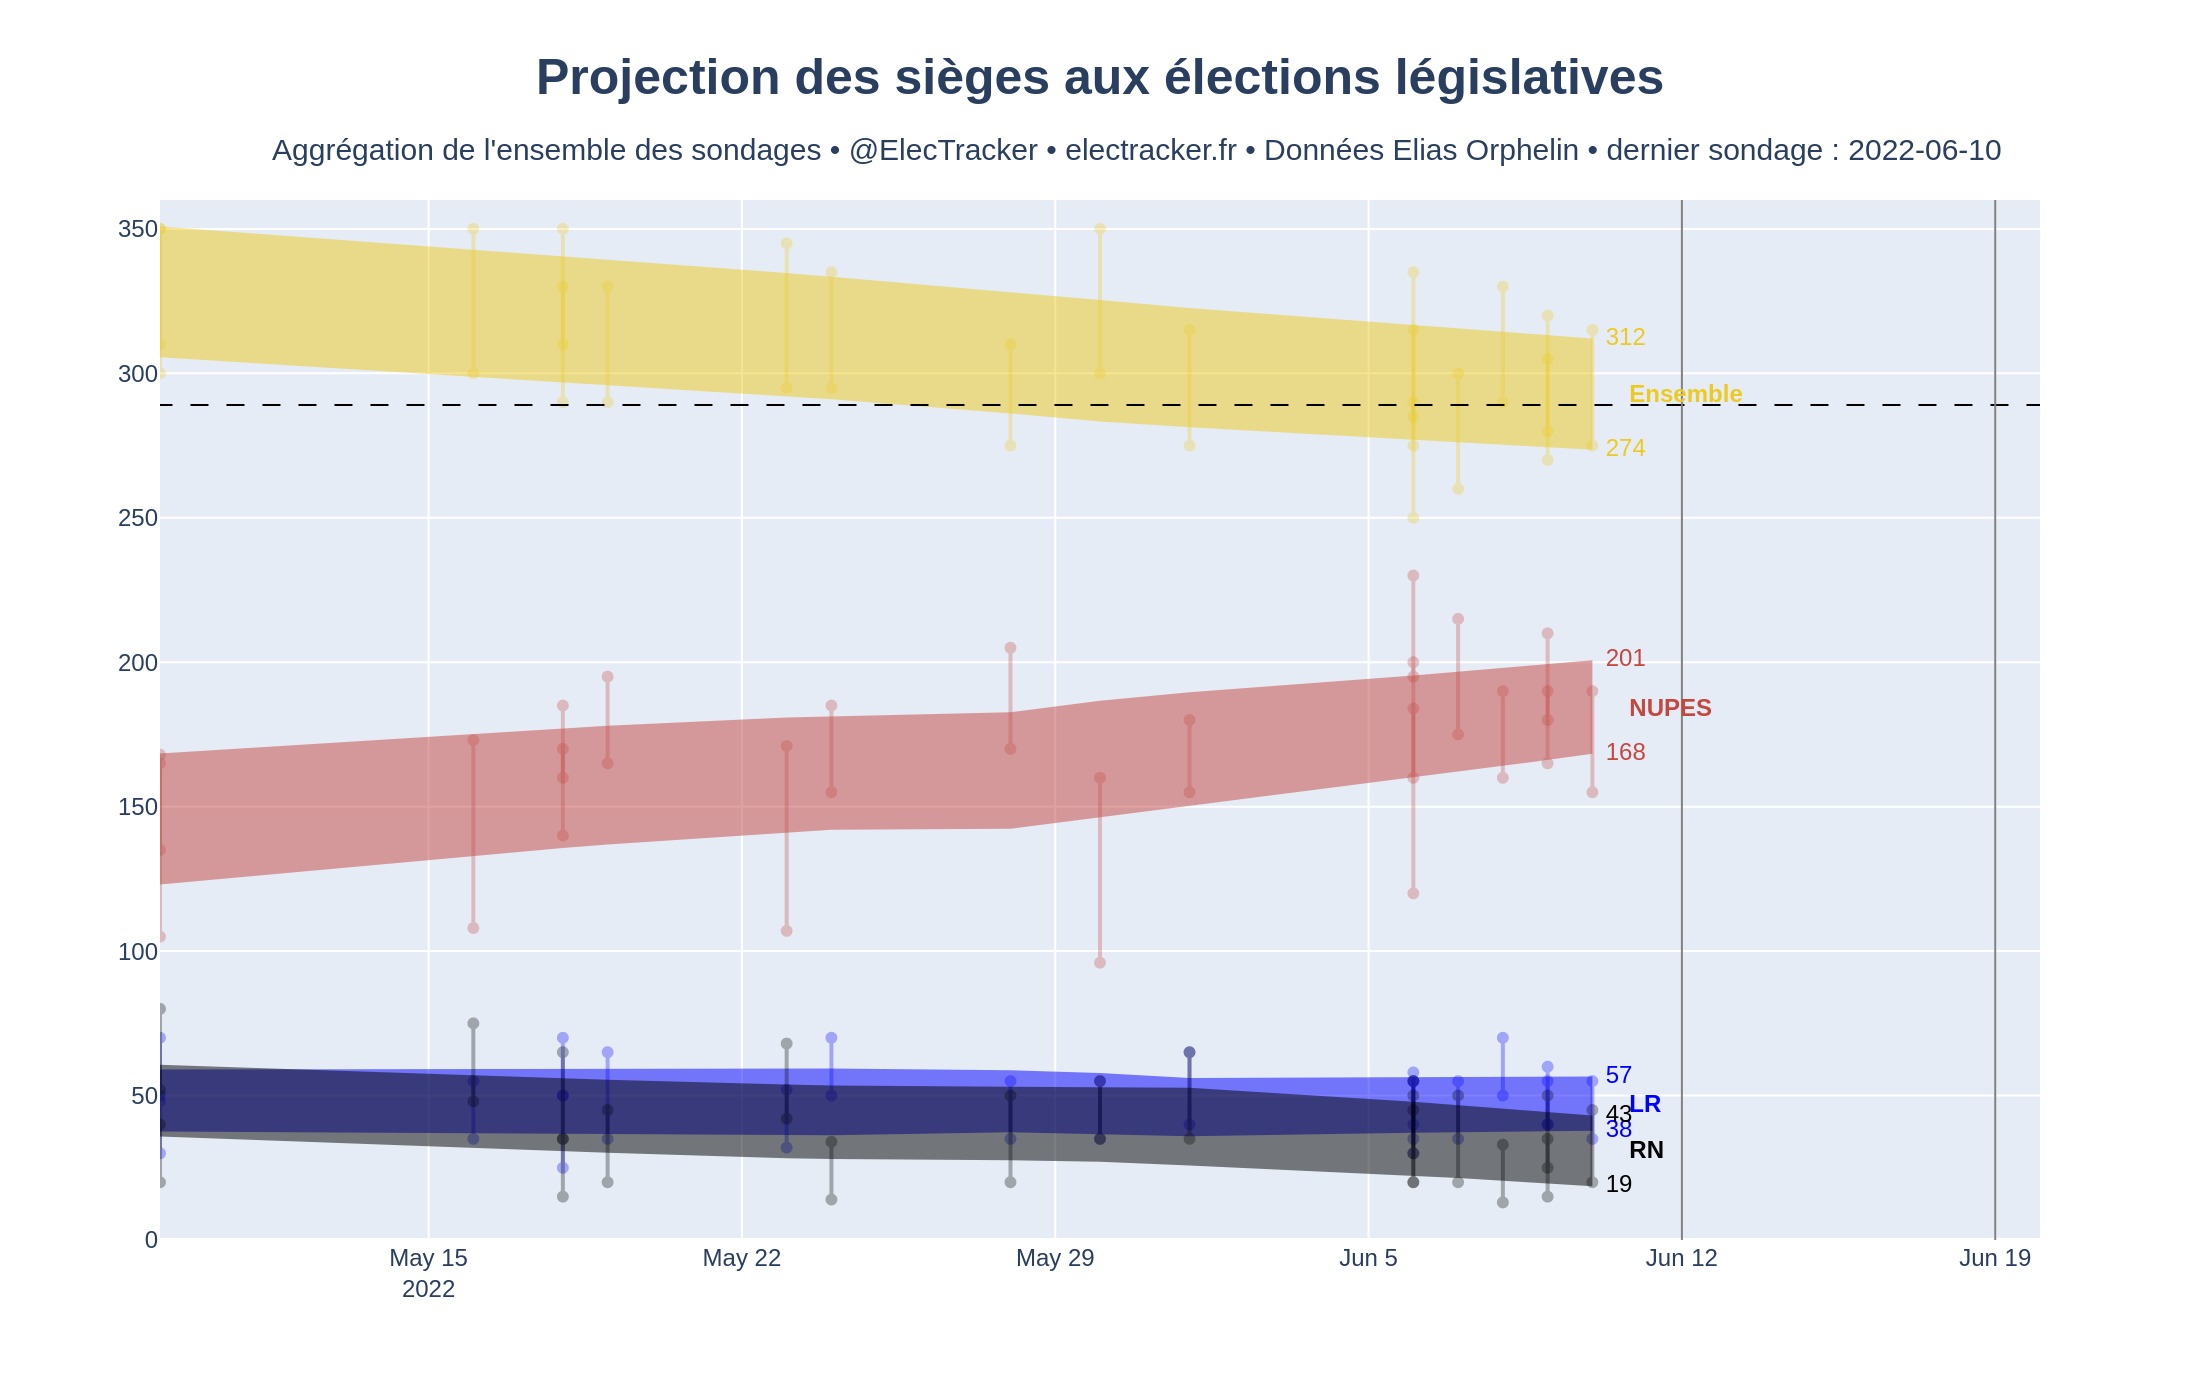 Projection des sièges aux élections législatives
Aggrégation de l'ensemble des sondages • @ElecTracker • electracker.fr • Données Elias Orphelin • dernier sondage : 2022-06-10
350
300
250
200
150
100
50
0
312
Ensemble
274
201
NUPES
168
57
LR
43
38
RN
19
May 15
2022
May 22
May 29
Jun 5
Jun 12
Jun 19